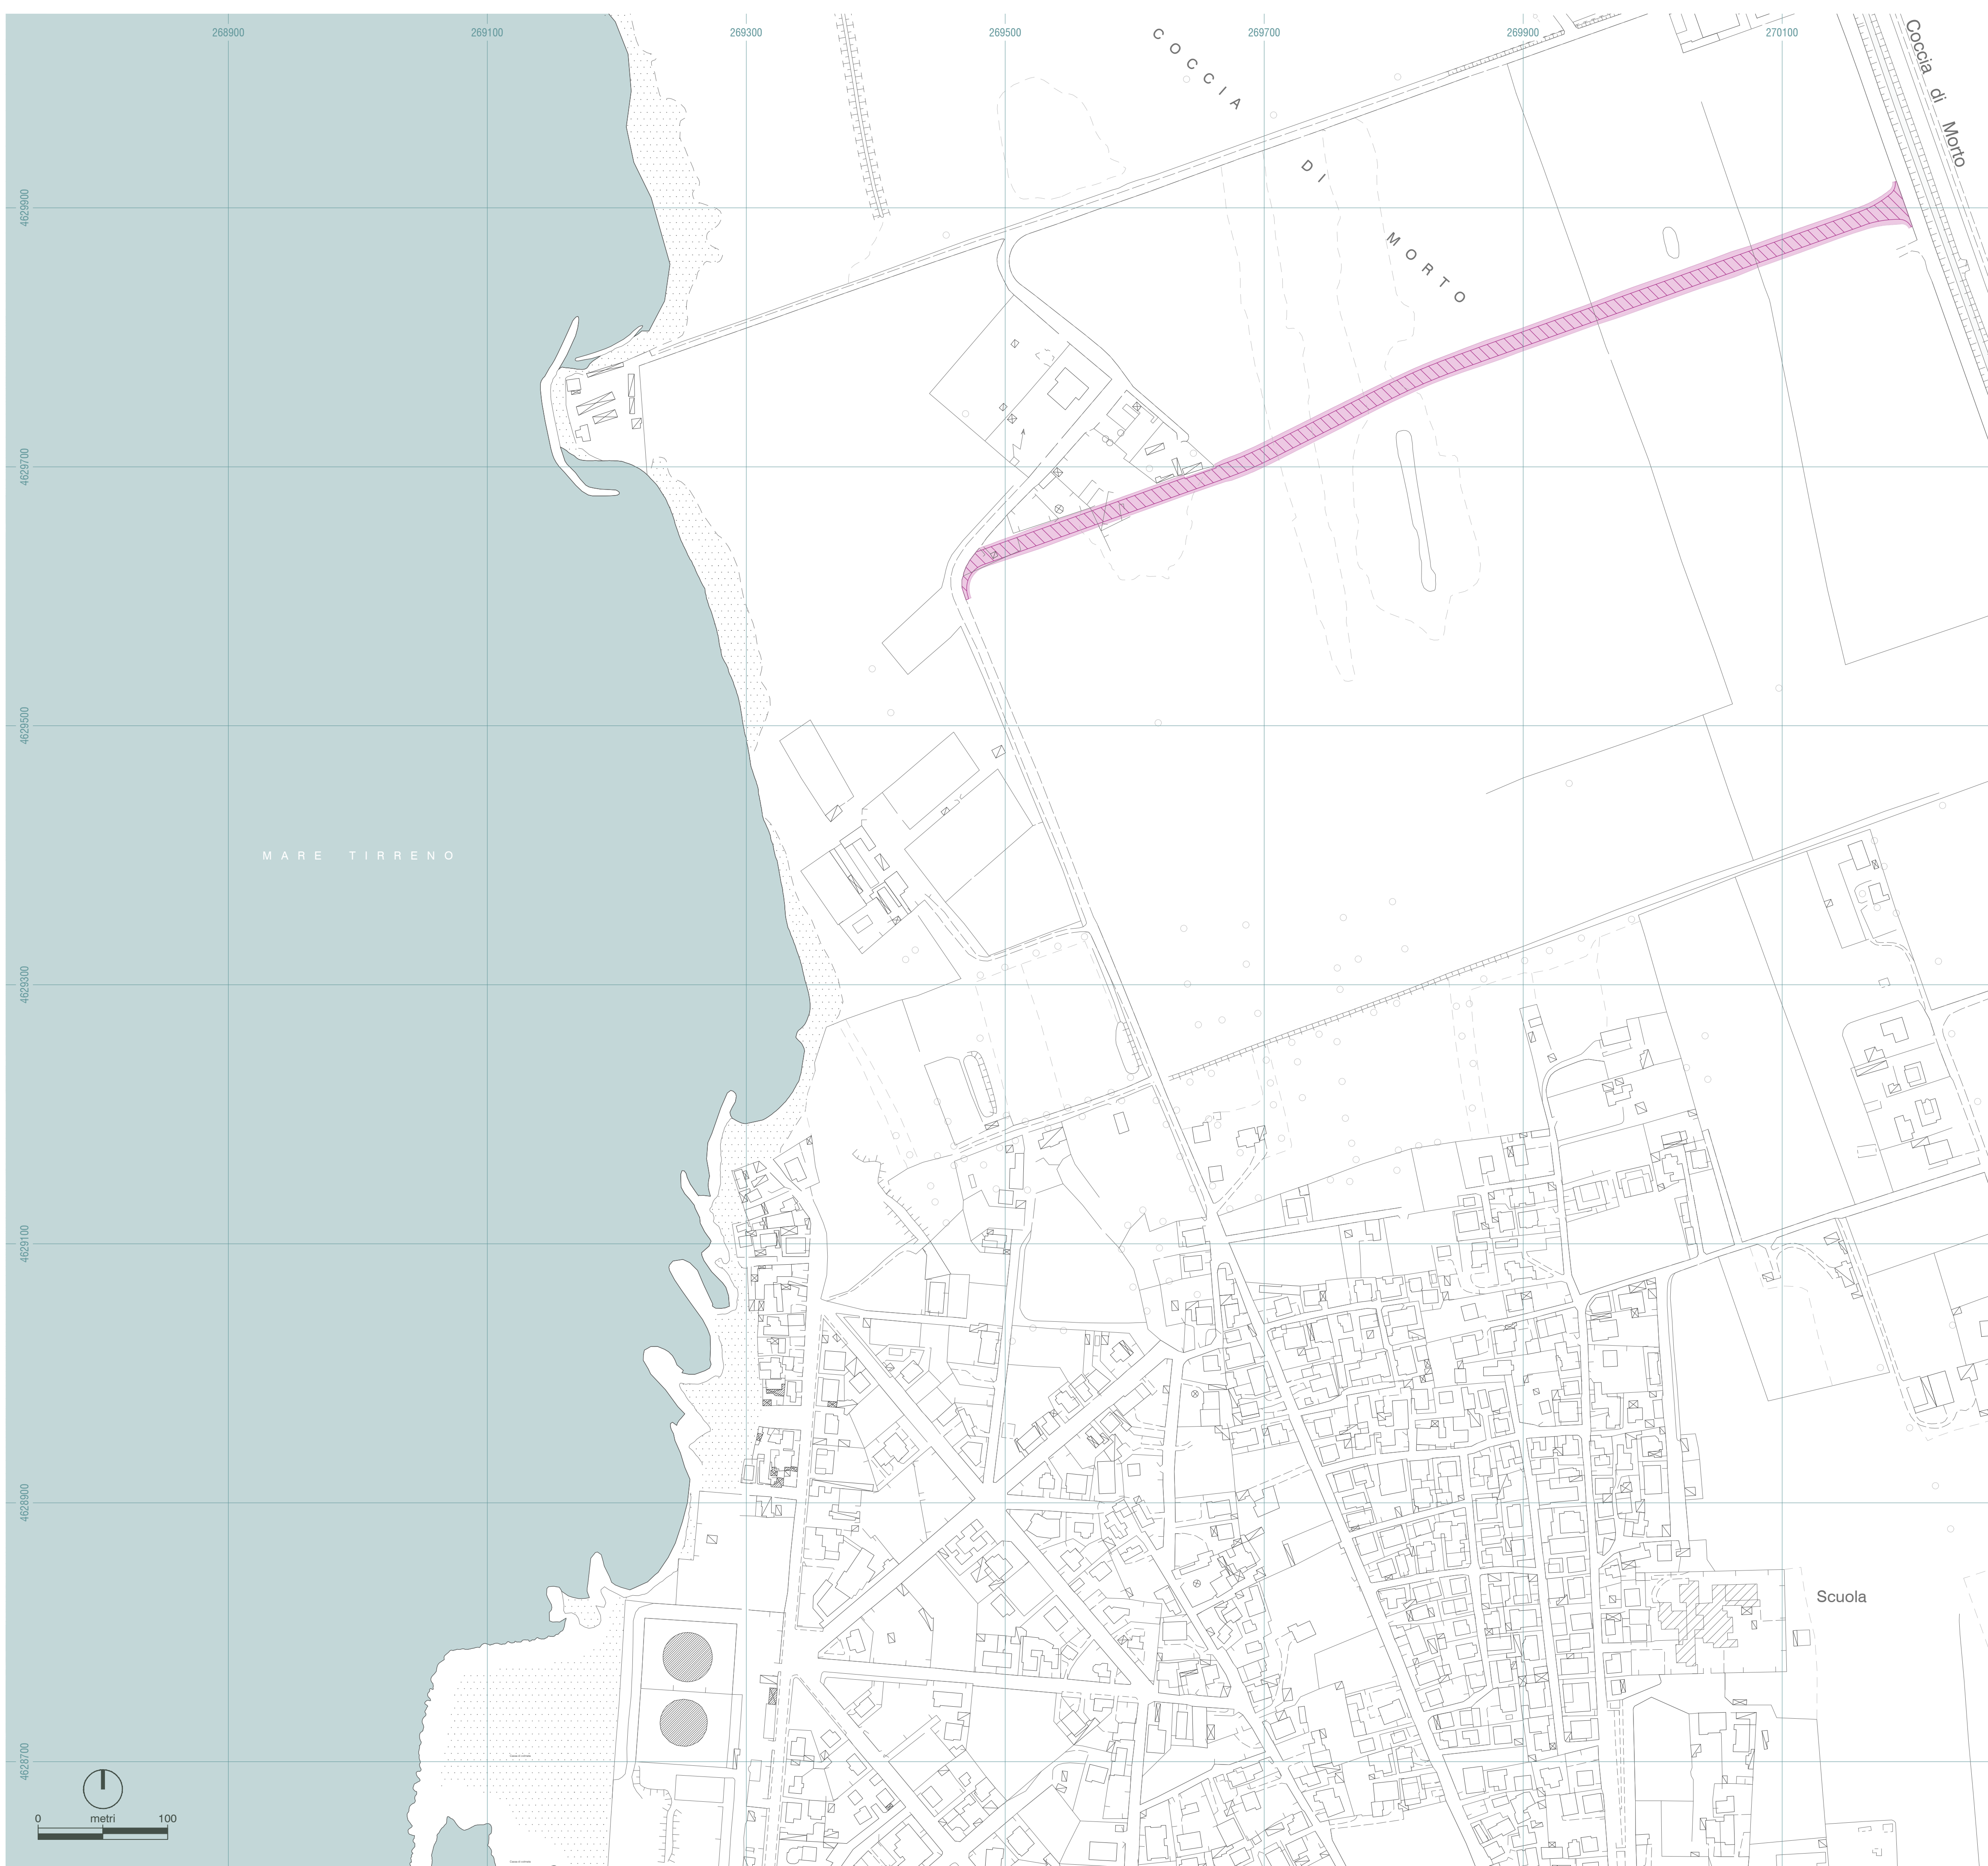 268900
269100
269300
269500
269700
269900
270100
COCCIA
DI
MORTO
Coccia di Morto
4629900
4629700
4629500
MARE TIRRENO
4629300
4629100
4628900
Scuola
4628700
0 metri 100